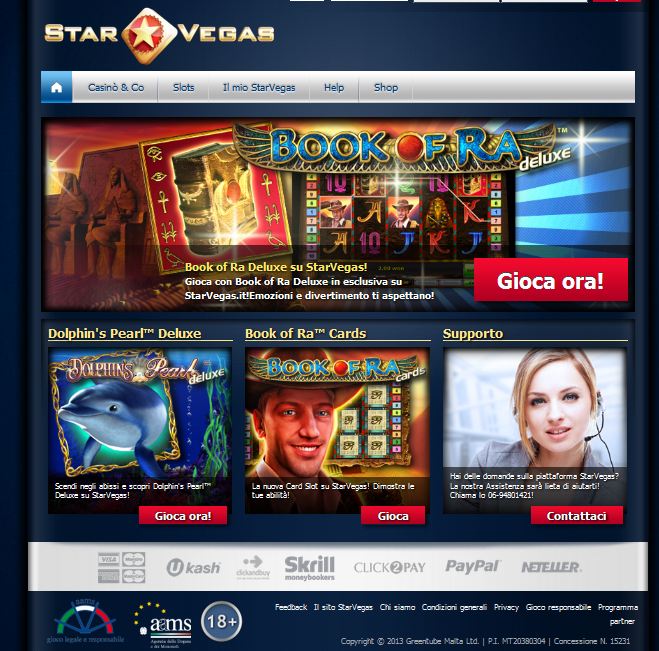 STAR VEGAS
Casinò & Co Slots Il mio StarVegas Help Shop
BOOK OF RA™
deluxe
Book of Ra Deluxe su StarVegas!
Gioca con Book of Ra Deluxe in esclusiva su
StarVegas.it!Emozioni e divertimento ti aspettano!
Gioca ora!
Dolphin's Pearl™ Deluxe
DOLPHIN'S PEARL
deluxe
Scendi negli abissi e scopri Dolphin's Pearl™
Deluxe su StarVegas!
Gioca ora!
Book of Ra™ Cards
BOOK OF RA
cards
La nuova Card Slot su StarVegas! Dimostra le
tue abilità!
Gioca
Supporto
Hai delle domande sulla piattaforma StarVegas?
La nostra Assistenza sarà lieta di aiutarti!
Chiama lo 06-94801421!
Contattaci
VISA Ukash clickandbuy Skrill moneybookers CLICK2PAY PayPal NETELLER
aams
gioco legale e responsabile
aams
Agenzia delle Dogane
e dei Monopoli
18+
Feedback Il sito StarVegas Chi siamo Condizioni generali Privacy Gioco responsabile Programma
partner
Copyright © 2013 Greentube Malta Ltd. | P.I. MT20380304 | Concessione N. 15231